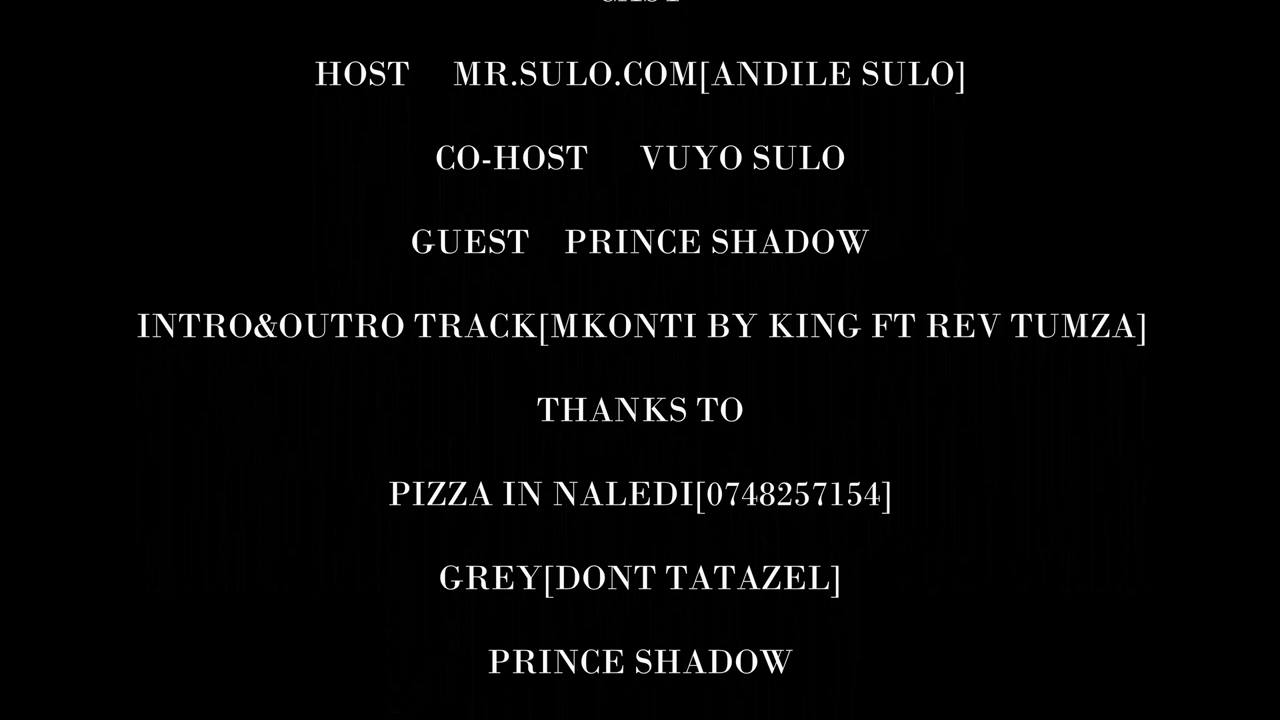 HOST MR.SULO.COM[ANDILE SULO]
CO-HOST VUYO SULO
GUEST PRINCE SHADOW
INTRO&OUTRO TRACK[MKONTI BY KING FT REV TUMZA]
THANKS TO
PIZZA IN NALEDI[0748257154]
GREY[DONT TATAZEL]
PRINCE SHADOW